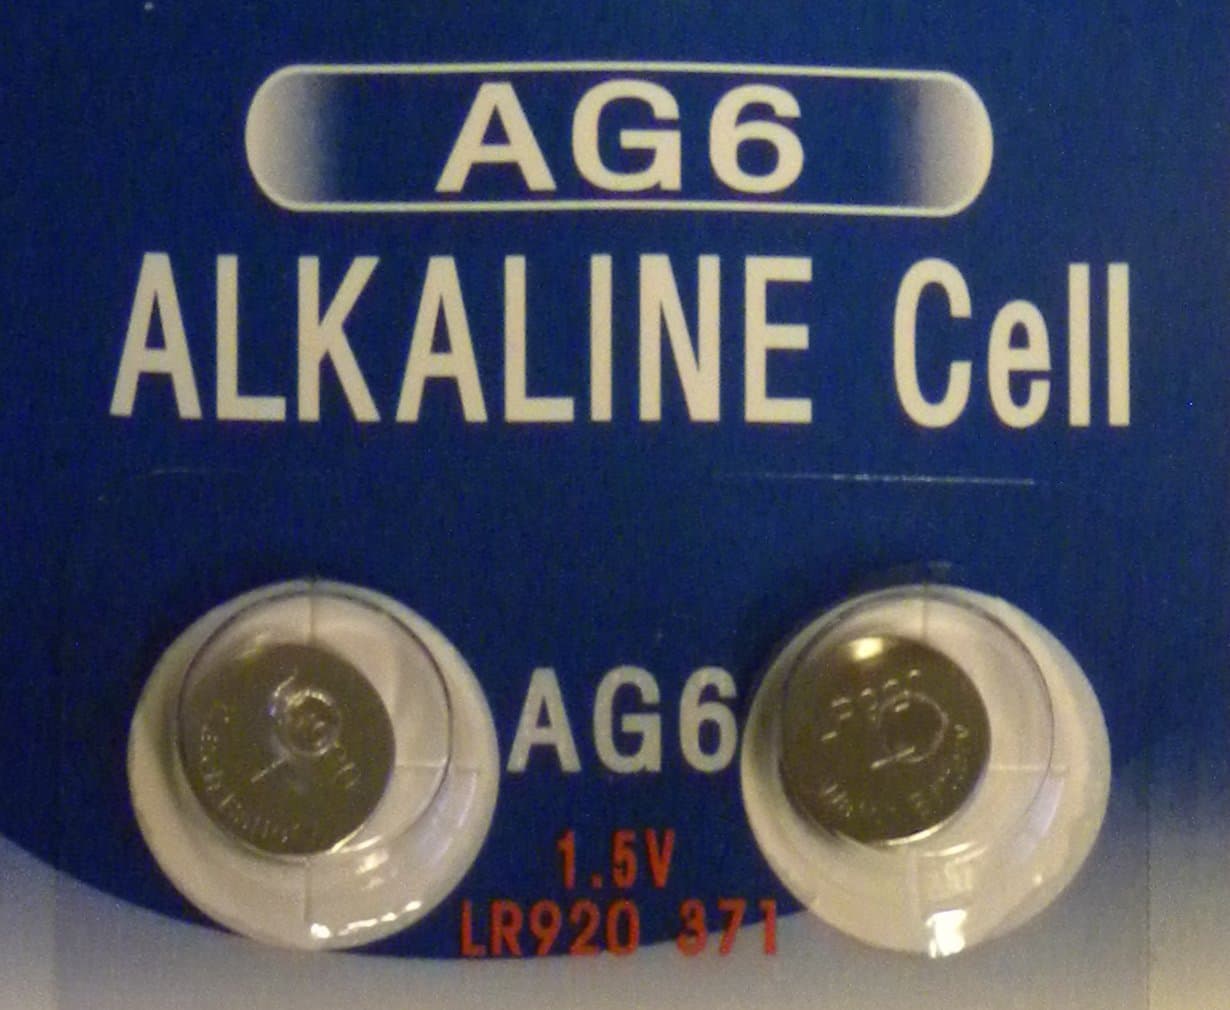 AG6
ALKALINE Cell
AG6
1.5V
LR920 371